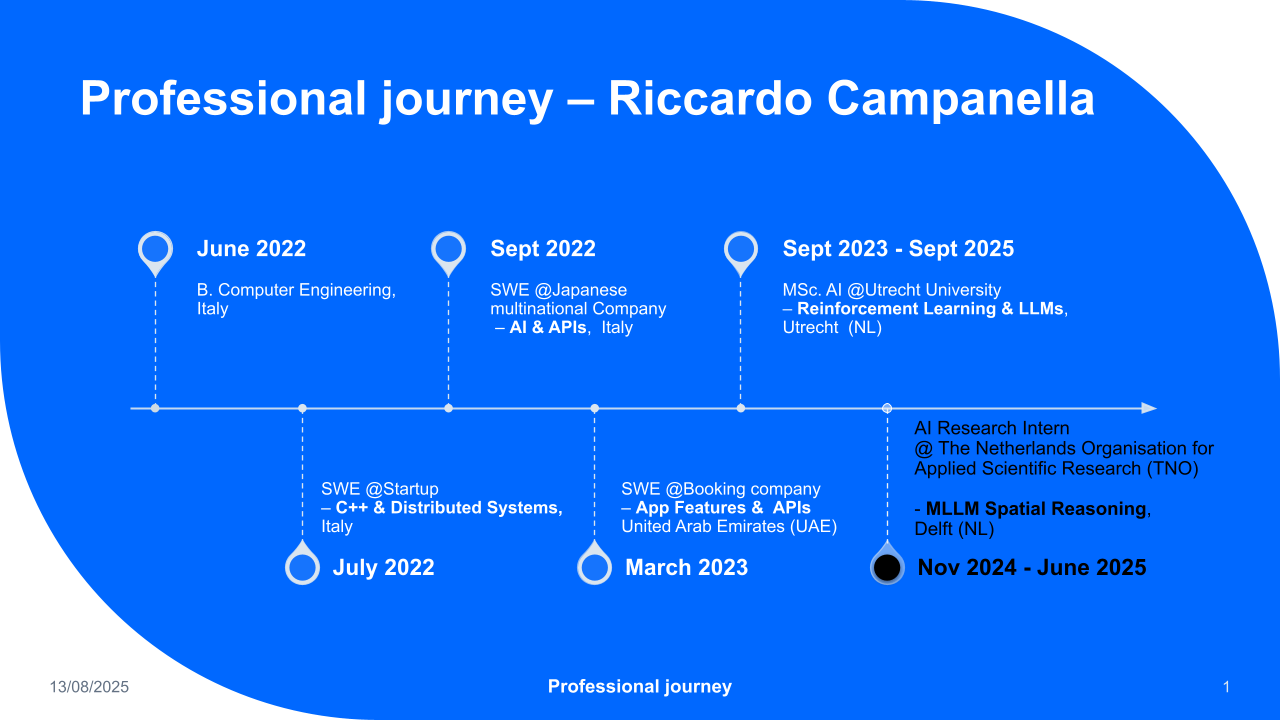 Professional journey – Riccardo Campanella
June 2022
B. Computer Engineering,
Italy
Sept 2022
SWE @Japanese
multinational Company
– AI & APIs,  Italy
Sept 2023 - Sept 2025
MSc. AI @Utrecht University
– Reinforcement Learning & LLMs,
Utrecht  (NL)
SWE @Startup
– C++ & Distributed Systems,
Italy
July 2022
SWE @Booking company
– App Features &  APIs
United Arab Emirates (UAE)
March 2023
AI Research Intern
@ The Netherlands Organisation for
Applied Scientific Research (TNO)
- MLLM Spatial Reasoning,
Delft (NL)
Nov 2024 - June 2025
13/08/2025
Professional journey
1